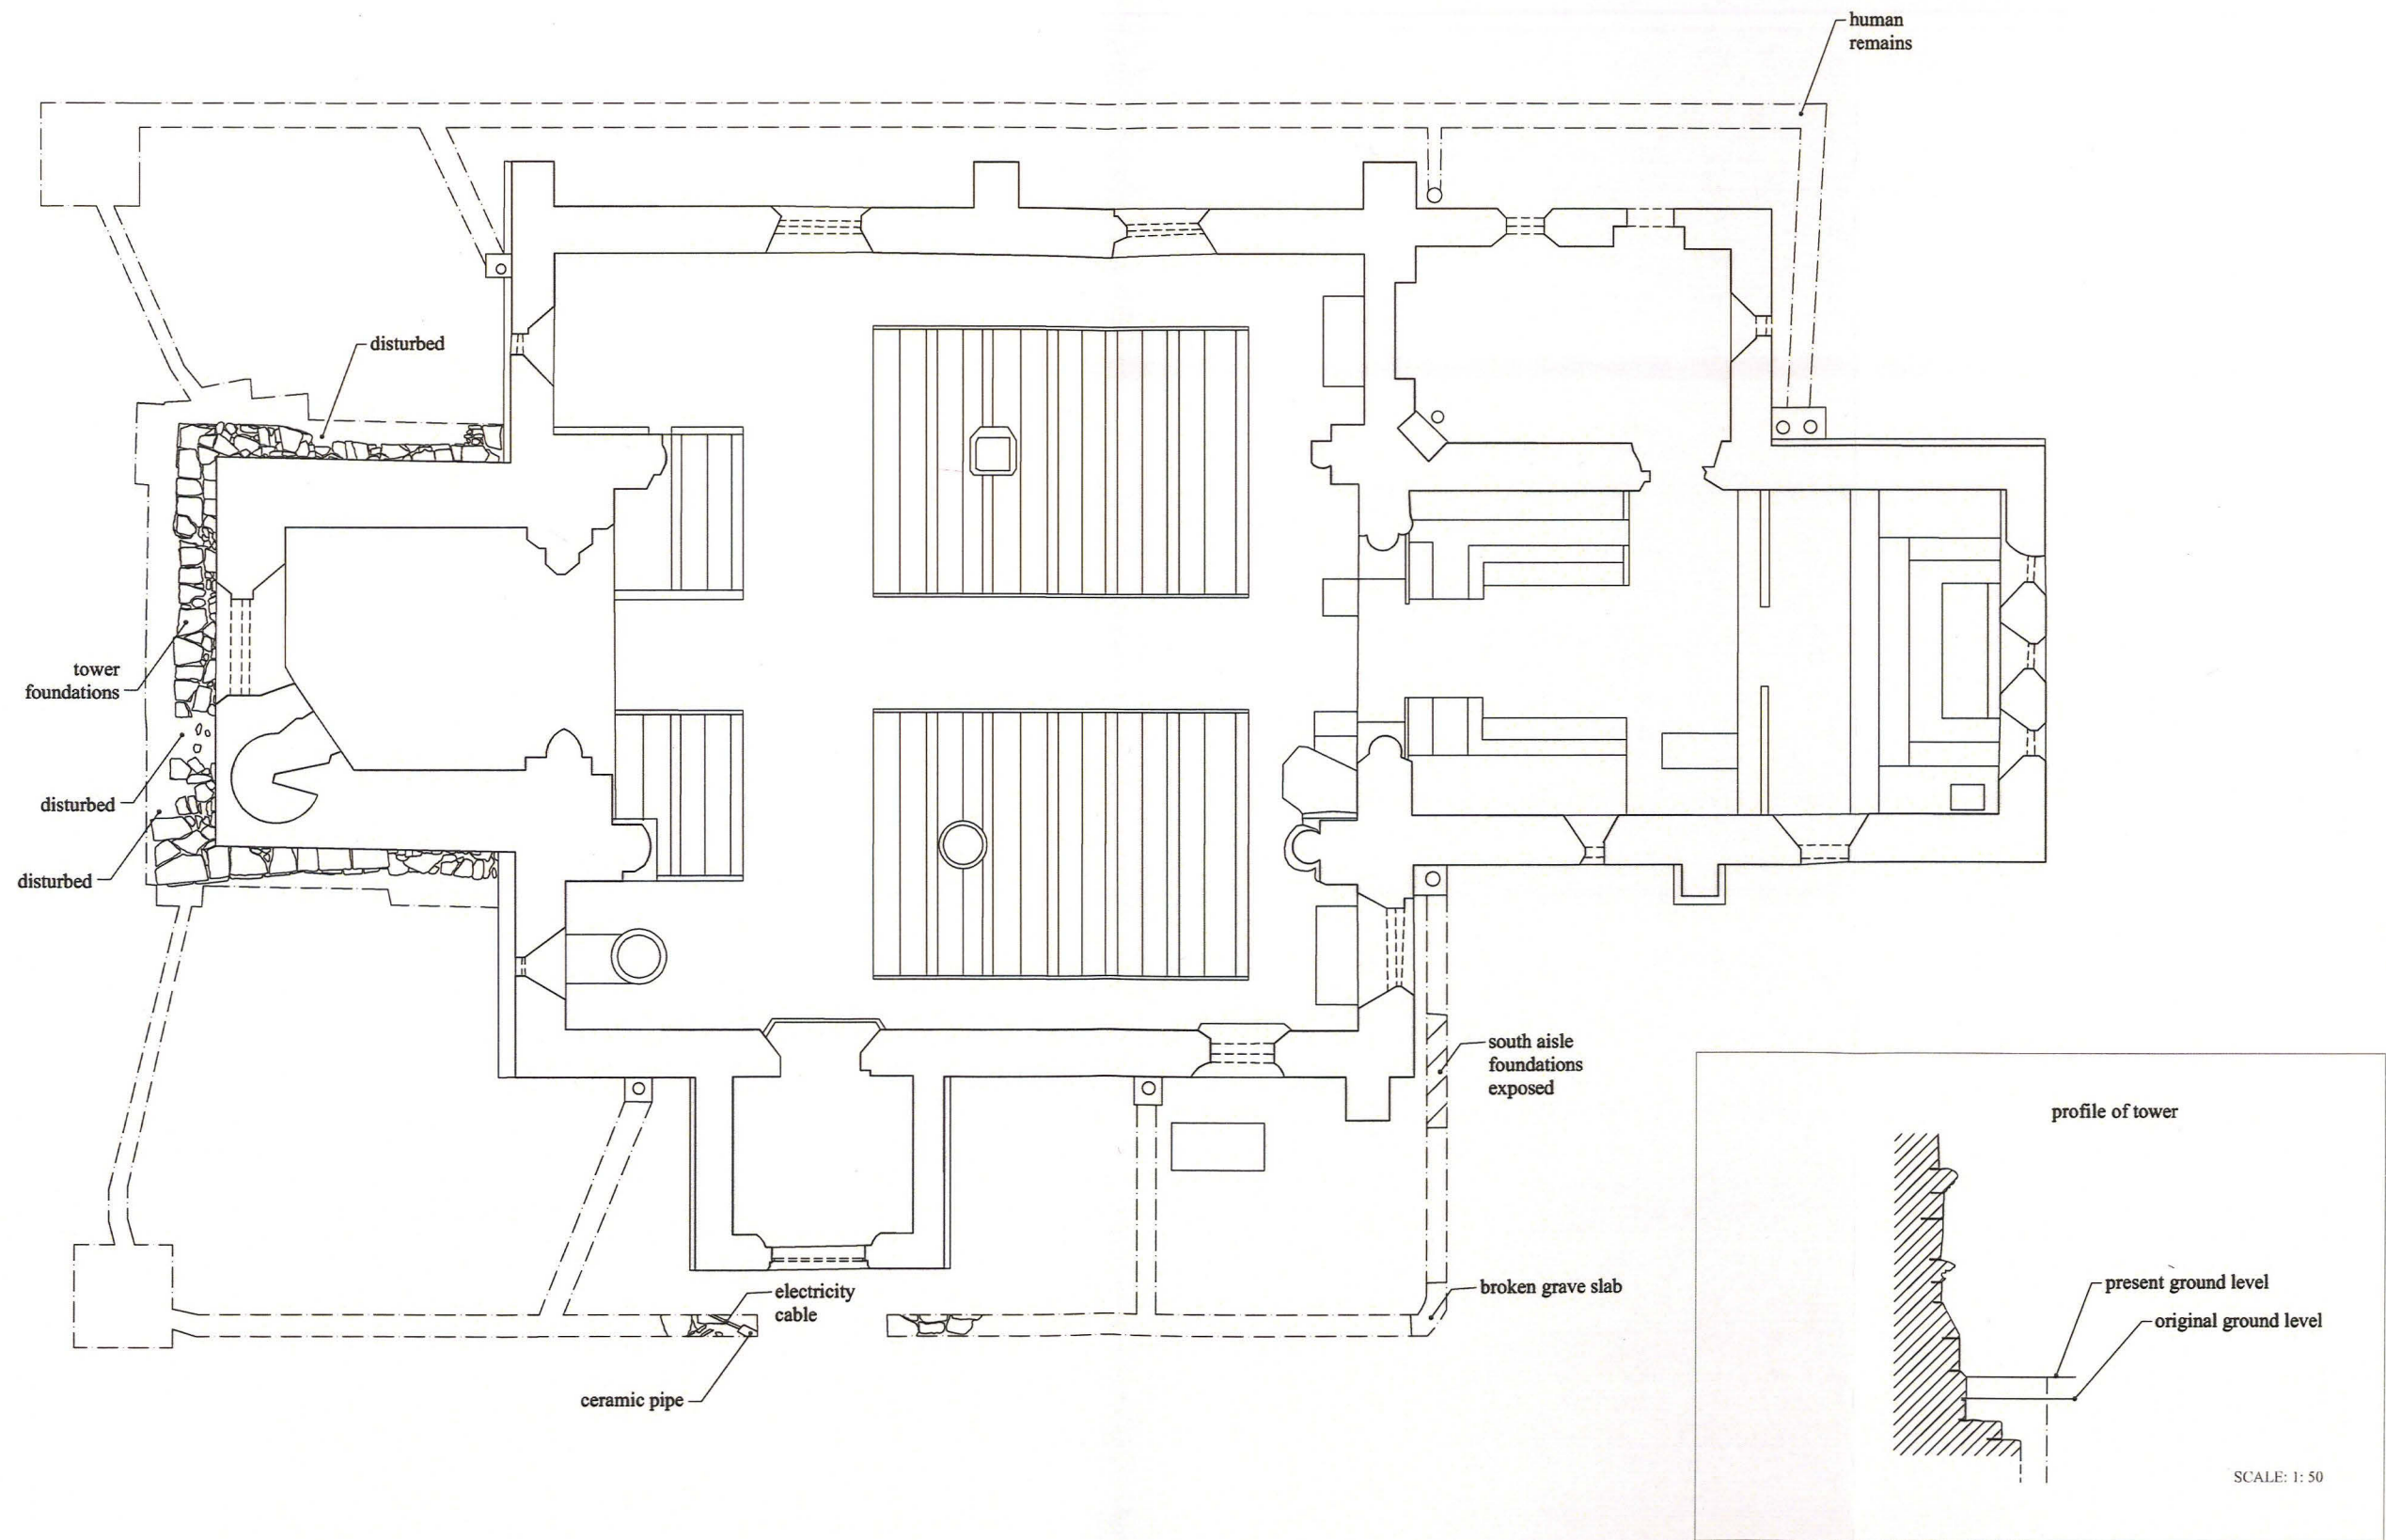 human
remains
disturbed
tower
foundations
disturbed
disturbed
south aisle
foundations
exposed
broken grave slab
electricity
cable
ceramic pipe
profile of tower
present ground level
original ground level
SCALE: 1: 50